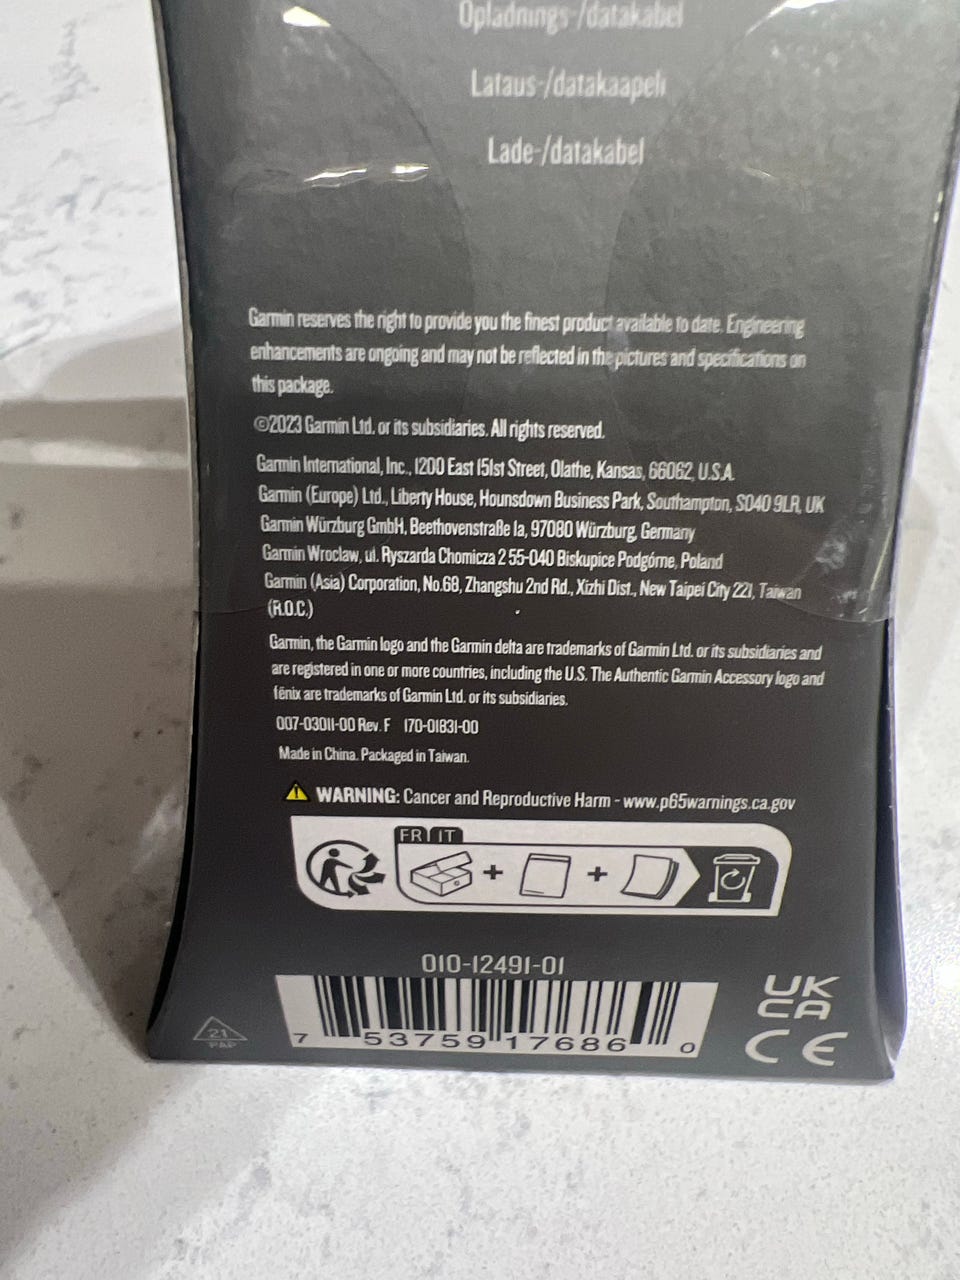 Opladnings-/datakabel
Lataus-/datakaapeli
Lade-/datakabel
Garmin reserves the right to provide you the finest product available to date. Engineering
enhancements are ongoing and may not be reflected in the pictures and specifications on
this package.
©2023 Garmin Ltd. or its subsidiaries. All rights reserved.
Garmin International, Inc., 1200 East 151st Street, Olathe, Kansas, 66062, U.S.A.
Garmin (Europe) Ltd., Liberty House, Hounsdown Business Park, Southampton, SO40 9LR, UK
Garmin Würzburg GmbH, Beethovenstraße 1a, 97080 Würzburg, Germany
Garmin Wroclaw, ul. Ryszarda Chomicza 2 55-040 Biskupice Podgórne, Poland
Garmin (Asia) Corporation, No.68, Zhangshu 2nd Rd., Xizhi Dist., New Taipei City 221, Taiwan
(R.O.C.)
Garmin, the Garmin logo and the Garmin delta are trademarks of Garmin Ltd. or its subsidiaries and
are registered in one or more countries, including the U.S. The Authentic Garmin Accessory logo and
fēnix are trademarks of Garmin Ltd. or its subsidiaries.
007-03011-00 Rev. F 170-01831-00
Made in China. Packaged in Taiwan.
WARNING: Cancer and Reproductive Harm - www.p65warnings.ca.gov
FR IT
010-12491-01
7 53759 17686 0
UK
CA
CE
21
PAP